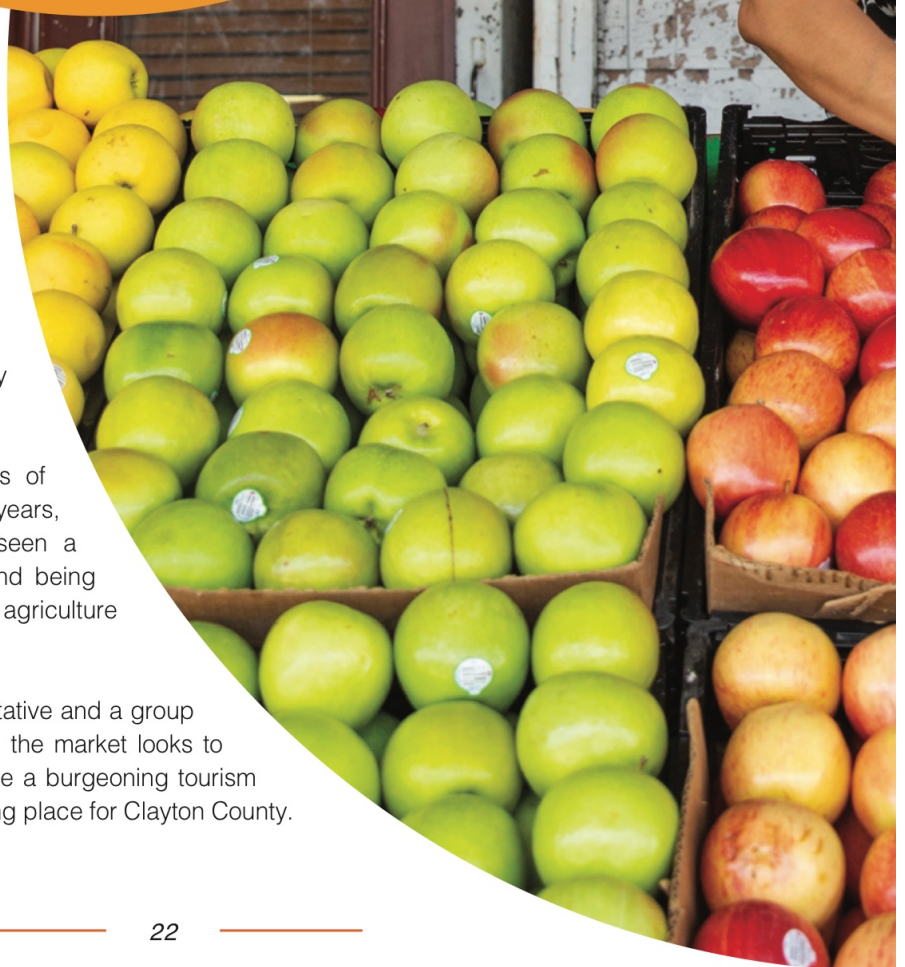 y
s of
years,
seen a
nd being
agriculture
tative and a group
the market looks to
e a burgeoning tourism
ng place for Clayton County.
22